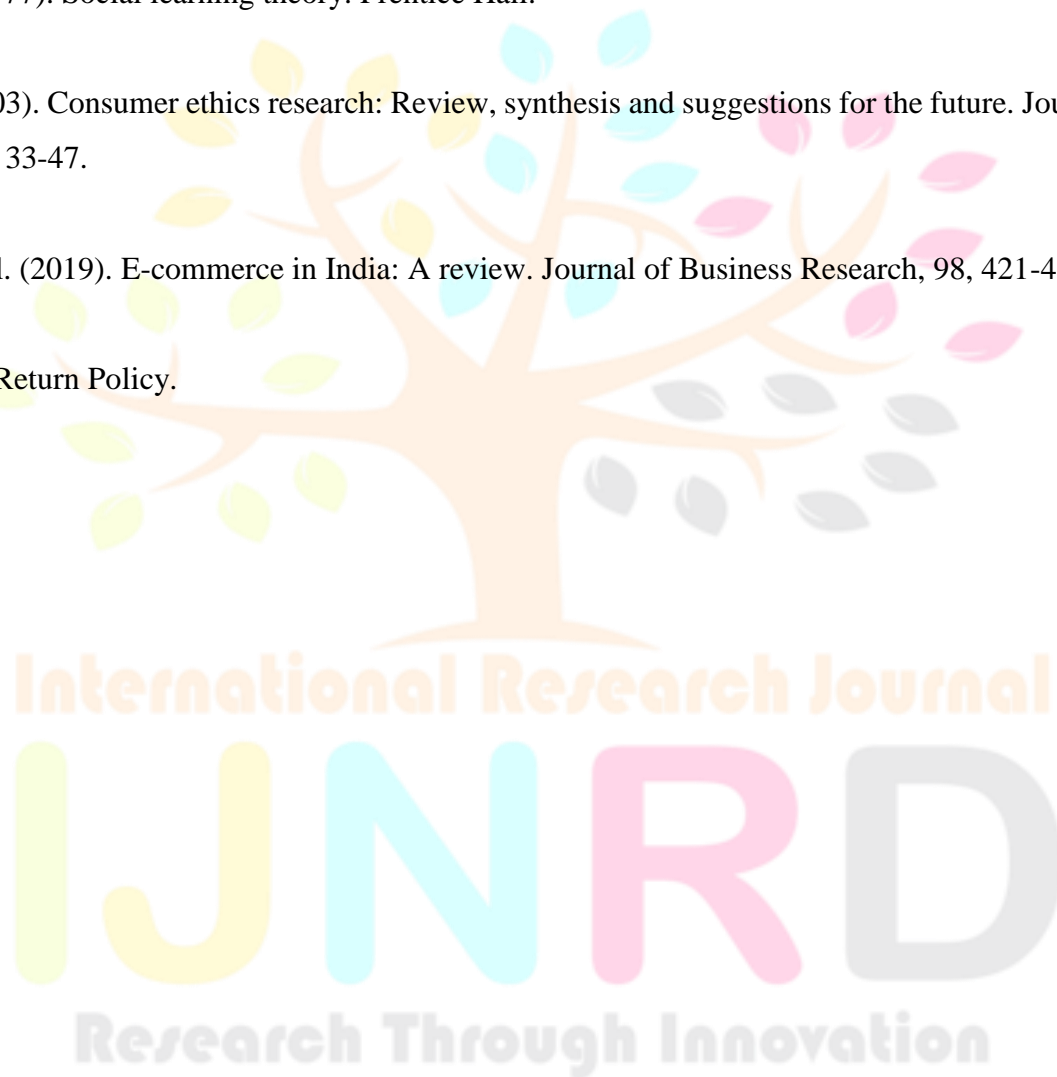 77). Social learning theory. Prentice Hall.
03). Consumer ethics research: Review, synthesis and suggestions for the future. Jou
33-47.
l. (2019). E-commerce in India: A review. Journal of Business Research, 98, 421-4
Return Policy.
International Research Journal
IJNRD
Research Through Innovation